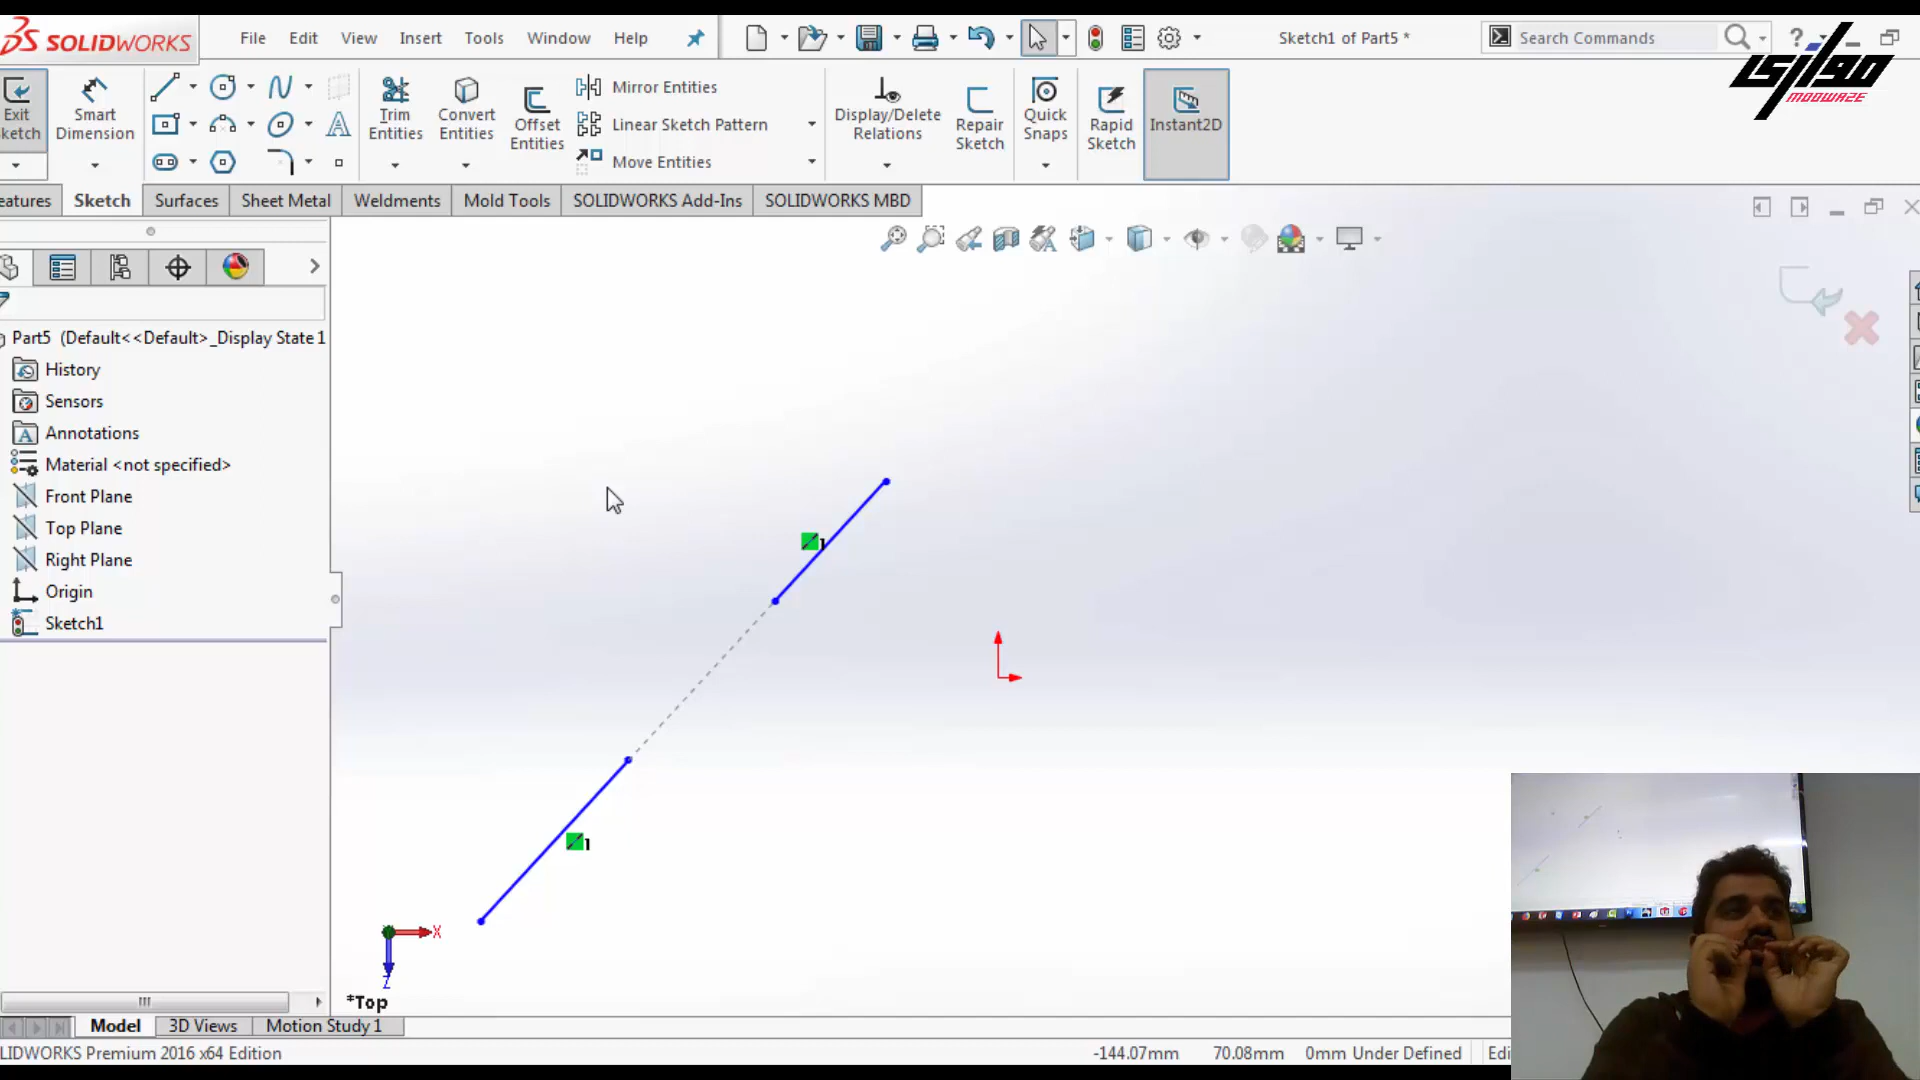 SOLIDWORKS
File Edit View Insert Tools Window Help
Sketch1 of Part5 *
Search Commands
?
MODWAZE
Exit
Sketch
Smart
Dimension
Trim
Entities
Convert
Entities
Offset
Entities
Mirror Entities
Linear Sketch Pattern
Move Entities
Display/Delete
Relations
Repair
Sketch
Quick
Snaps
Rapid
Sketch
Instant2D
eatures Sketch Surfaces Sheet Metal Weldments Mold Tools SOLIDWORKS Add-Ins SOLIDWORKS MBD
Part5 (Default<<Default>_Display State 1
History
Sensors
Annotations
Material <not specified>
Front Plane
Top Plane
Right Plane
Origin
Sketch1
1
1
X
Z
*Top
Model 3D Views Motion Study 1
LIDWORKS Premium 2016 x64 Edition
-144.07mm 70.08mm 0mm Under Defined Edi